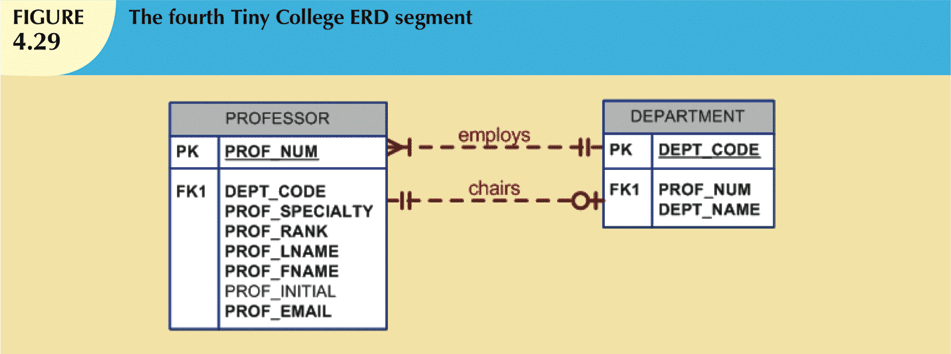 FIGURE
4.29
The fourth Tiny College ERD segment
PROFESSOR
PK PROF_NUM
FK1 DEPT_CODE
PROF_SPECIALTY
PROF_RANK
PROF_LNAME
PROF_FNAME
PROF_INITIAL
PROF_EMAIL
employs
chairs
DEPARTMENT
PK DEPT_CODE
FK1 PROF_NUM
DEPT_NAME